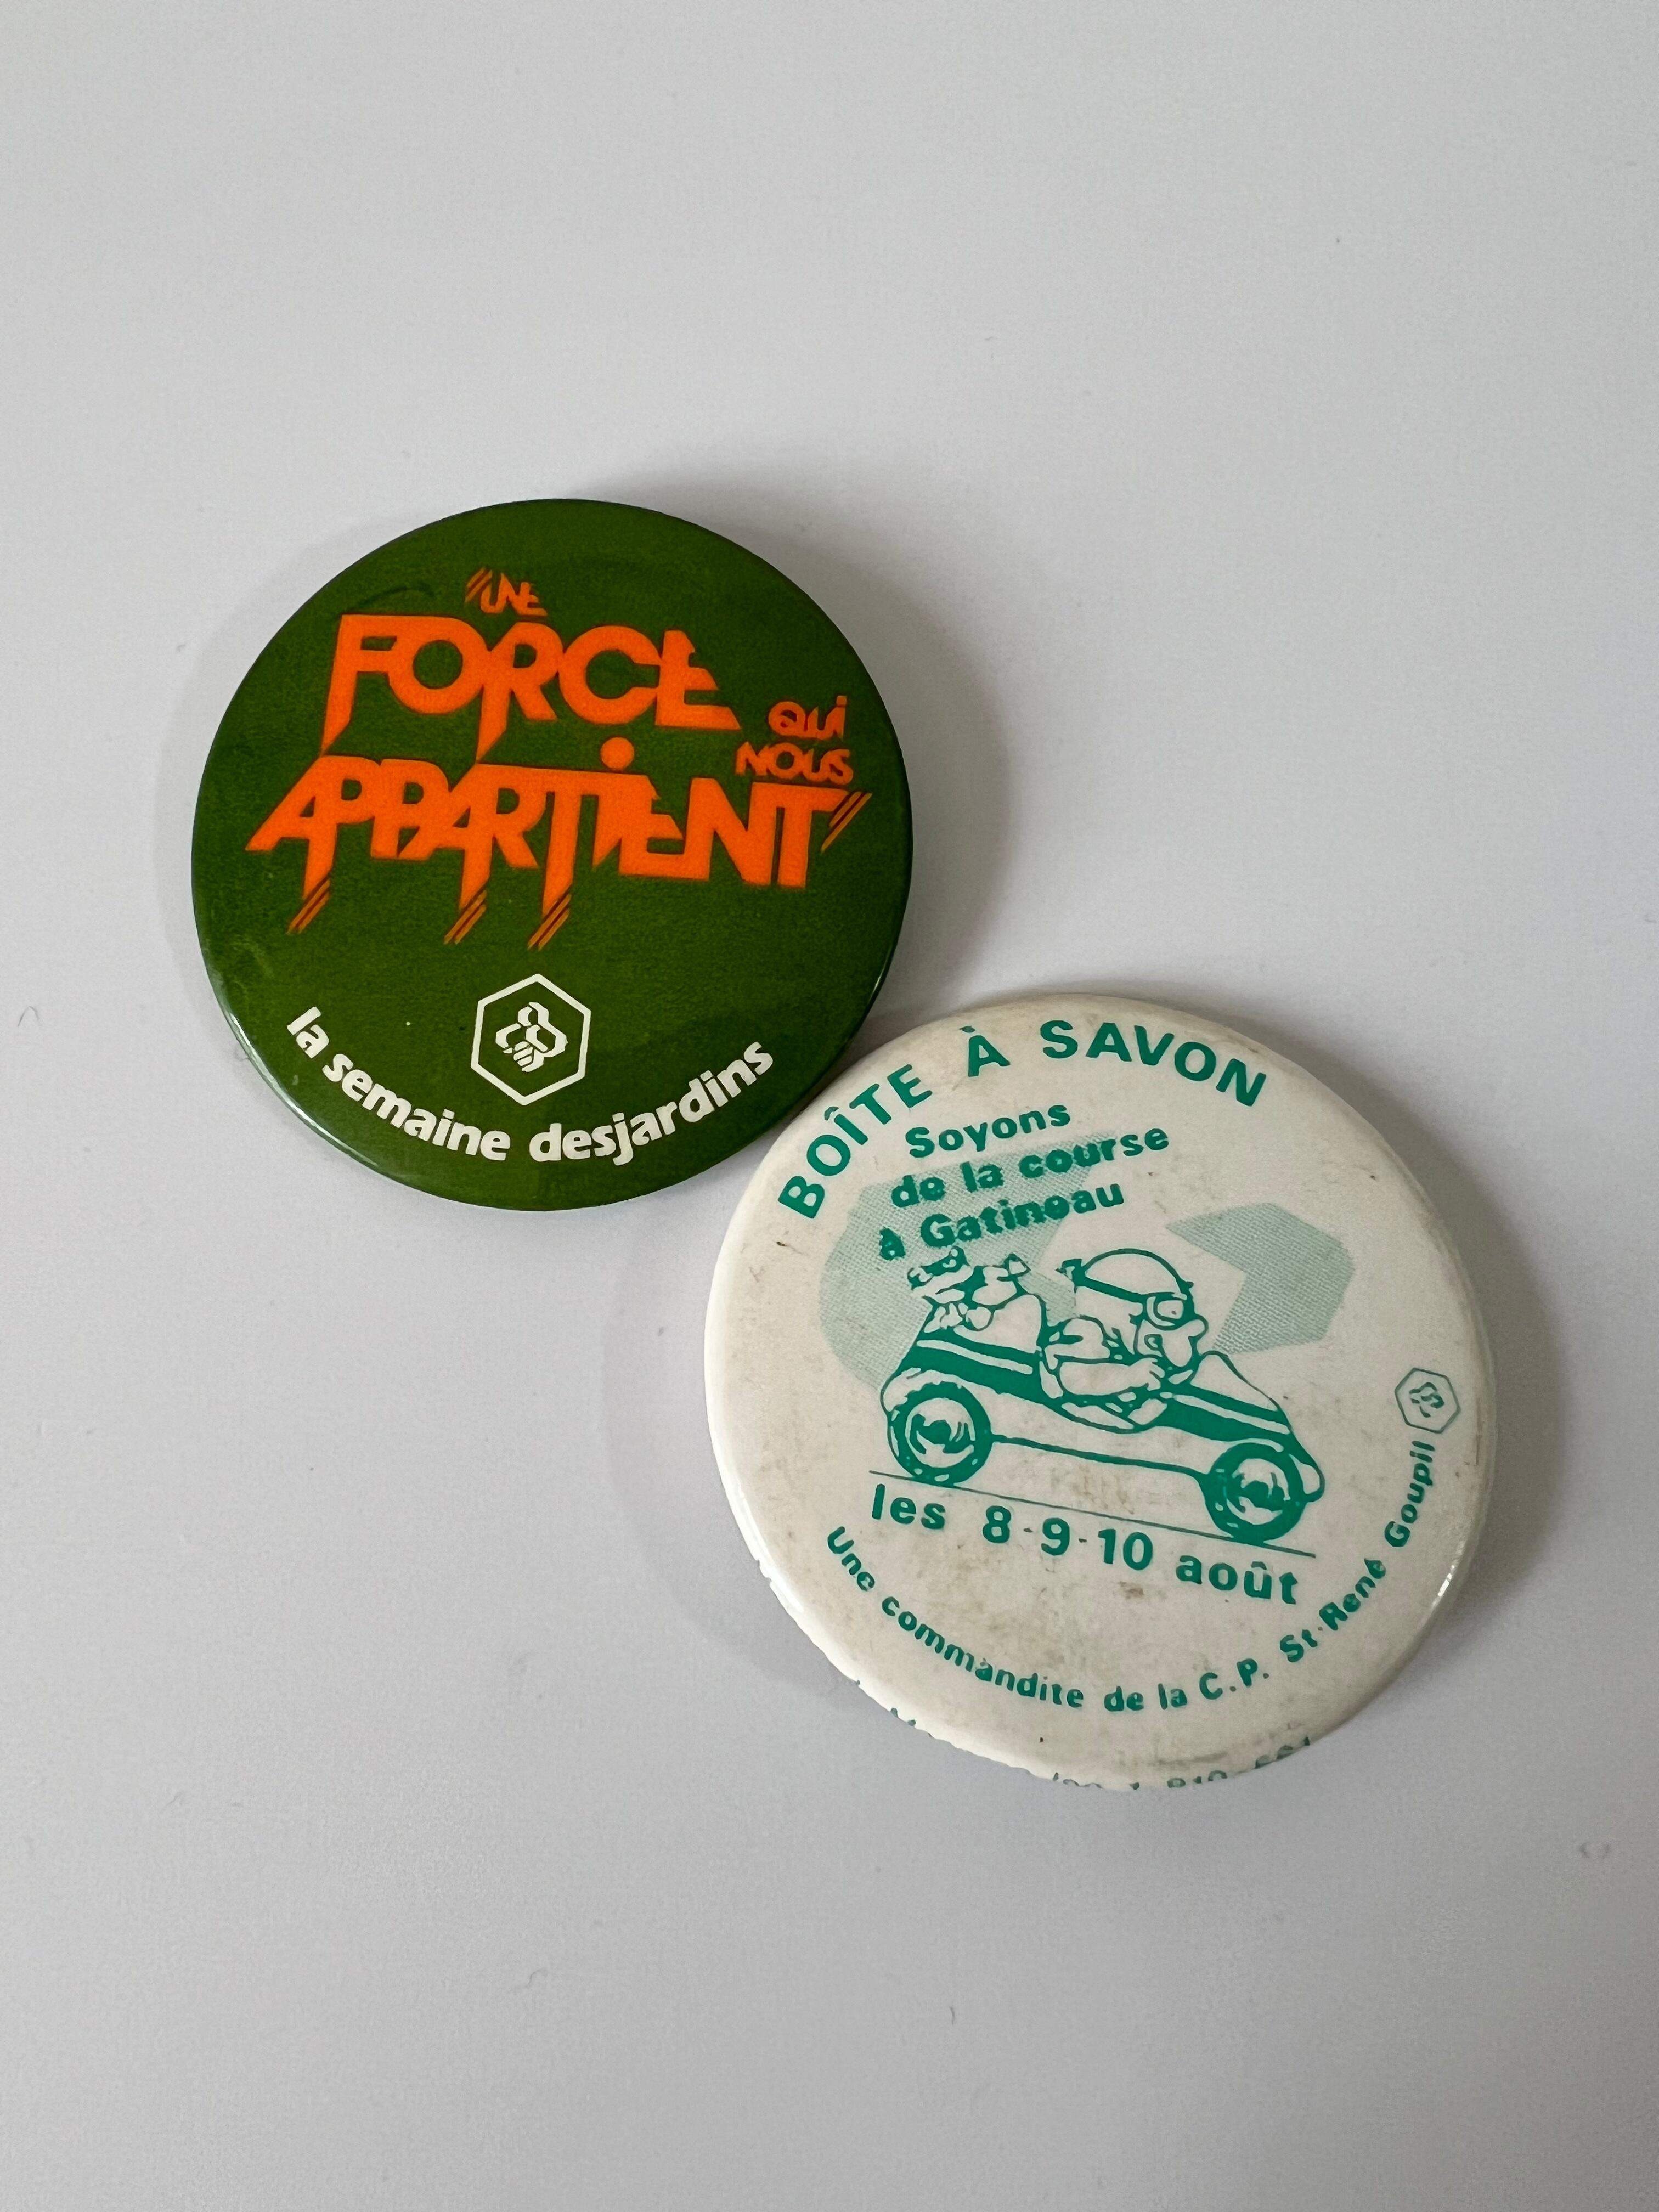 UNE
FORCE
QUI
NOUS
APPARTIENT
la semaine desjardins
BOÎTE À SAVON
Soyons
de la course
à Gatineau
les 8-9-10 août
Une commandite de la C.P. St-René Goupil